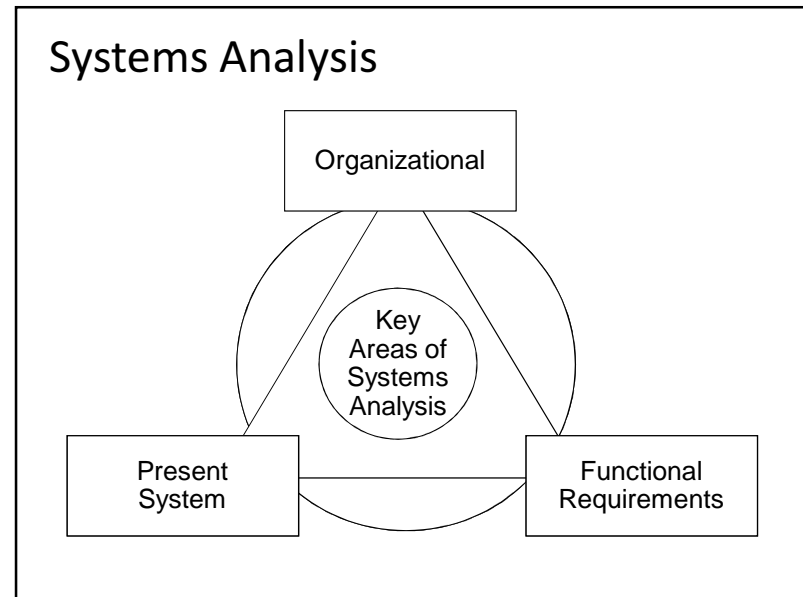 Systems Analysis
Organizational
Key
Areas of
Systems
Analysis
Present
System
Functional
Requirements